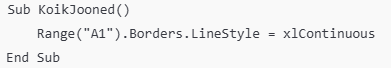 Sub KoikJooned()
    Range("A1").Borders.LineStyle = xlContinuous
End Sub